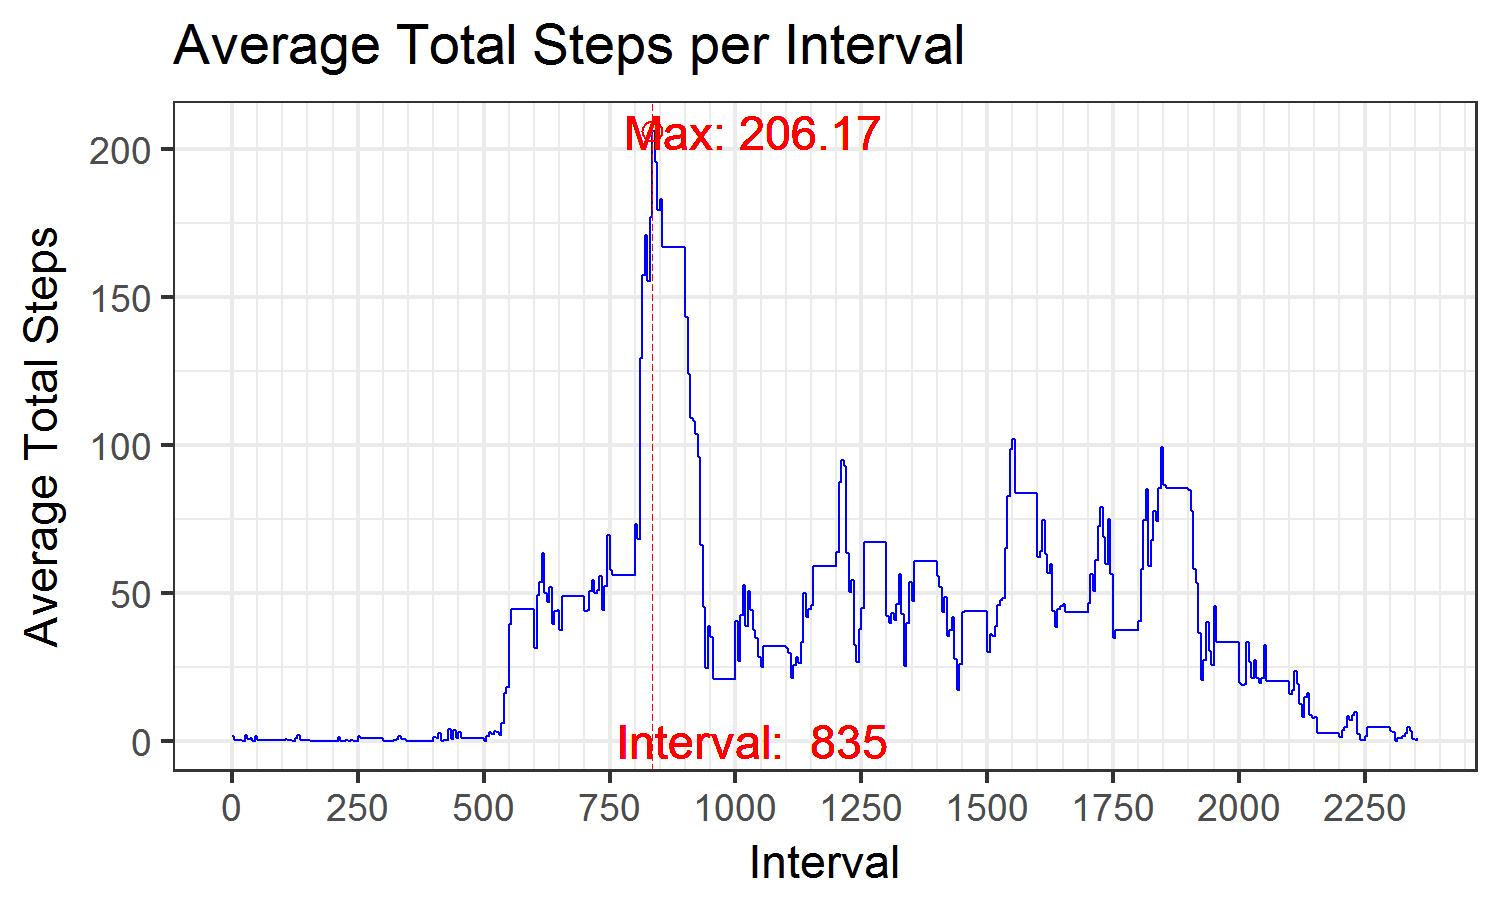 Average Total Steps per Interval
Max: 206.17
200
150
100
50
0
Average Total Steps
Interval:  835
0 250 500 750 1000 1250 1500 1750 2000 2250
Interval